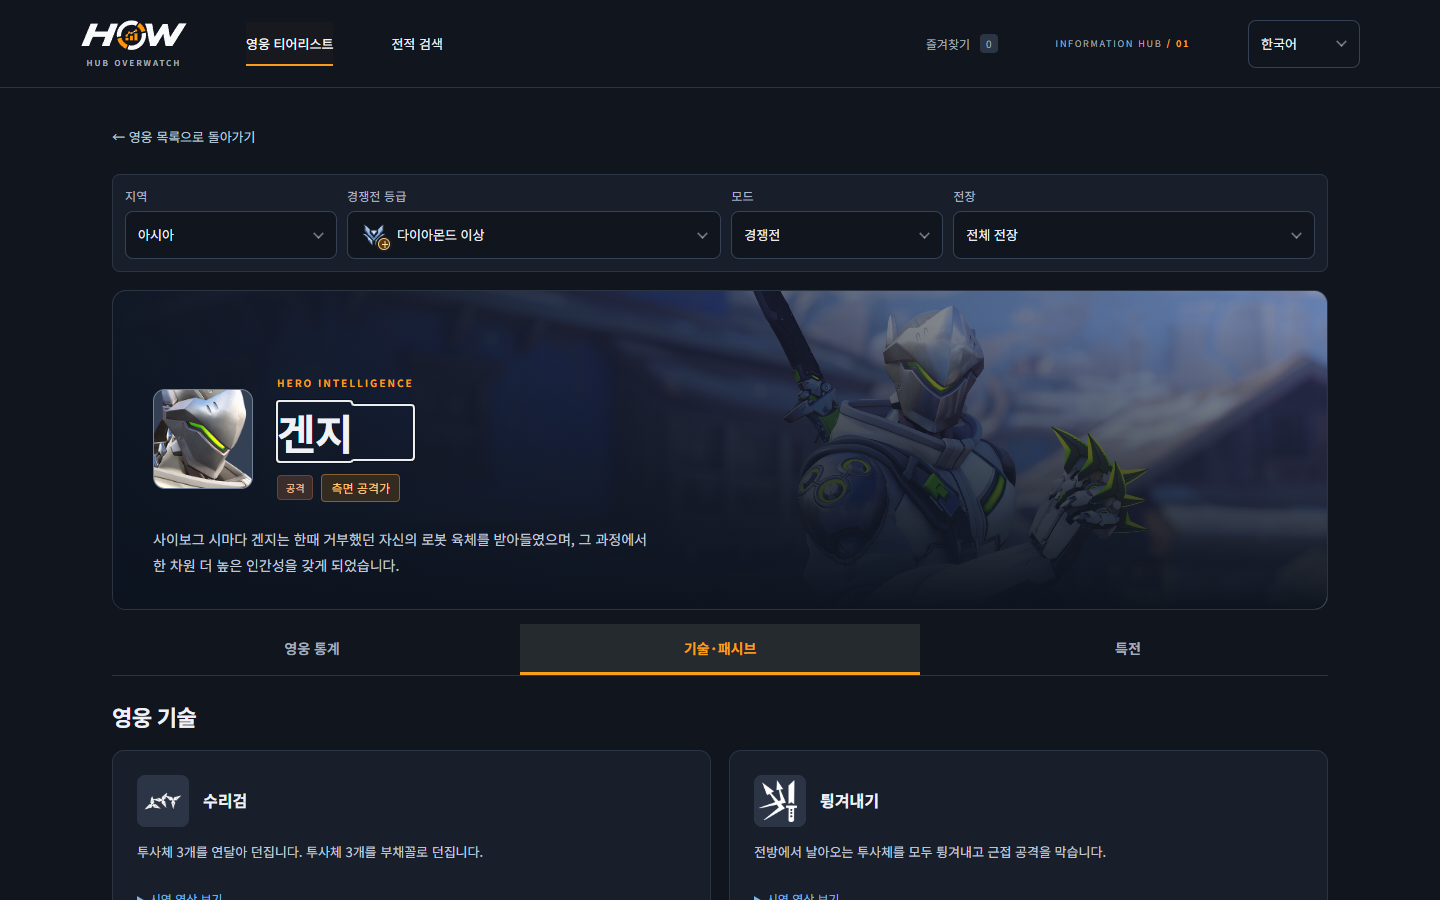 HOW
HUB OVERWATCH
영웅 티어리스트
전적 검색
즐겨찾기 0
INFORMATION HUB / 01
한국어
← 영웅 목록으로 돌아가기
지역
경쟁전 등급
모드
전장
아시아
다이아몬드 이상
경쟁전
전체 전장
HERO INTELLIGENCE
겐지
공격
측면 공격가
사이보그 시마다 겐지는 한때 거부했던 자신의 로봇 육체를 받아들였으며, 그 과정에서
한 차원 더 높은 인간성을 갖게 되었습니다.
영웅 통계
기술·패시브
특전
영웅 기술
수리검
투사체 3개를 연달아 던집니다. 투사체 3개를 부채꼴로 던집니다.
튕겨내기
전방에서 날아오는 투사체를 모두 튕겨내고 근접 공격을 막습니다.